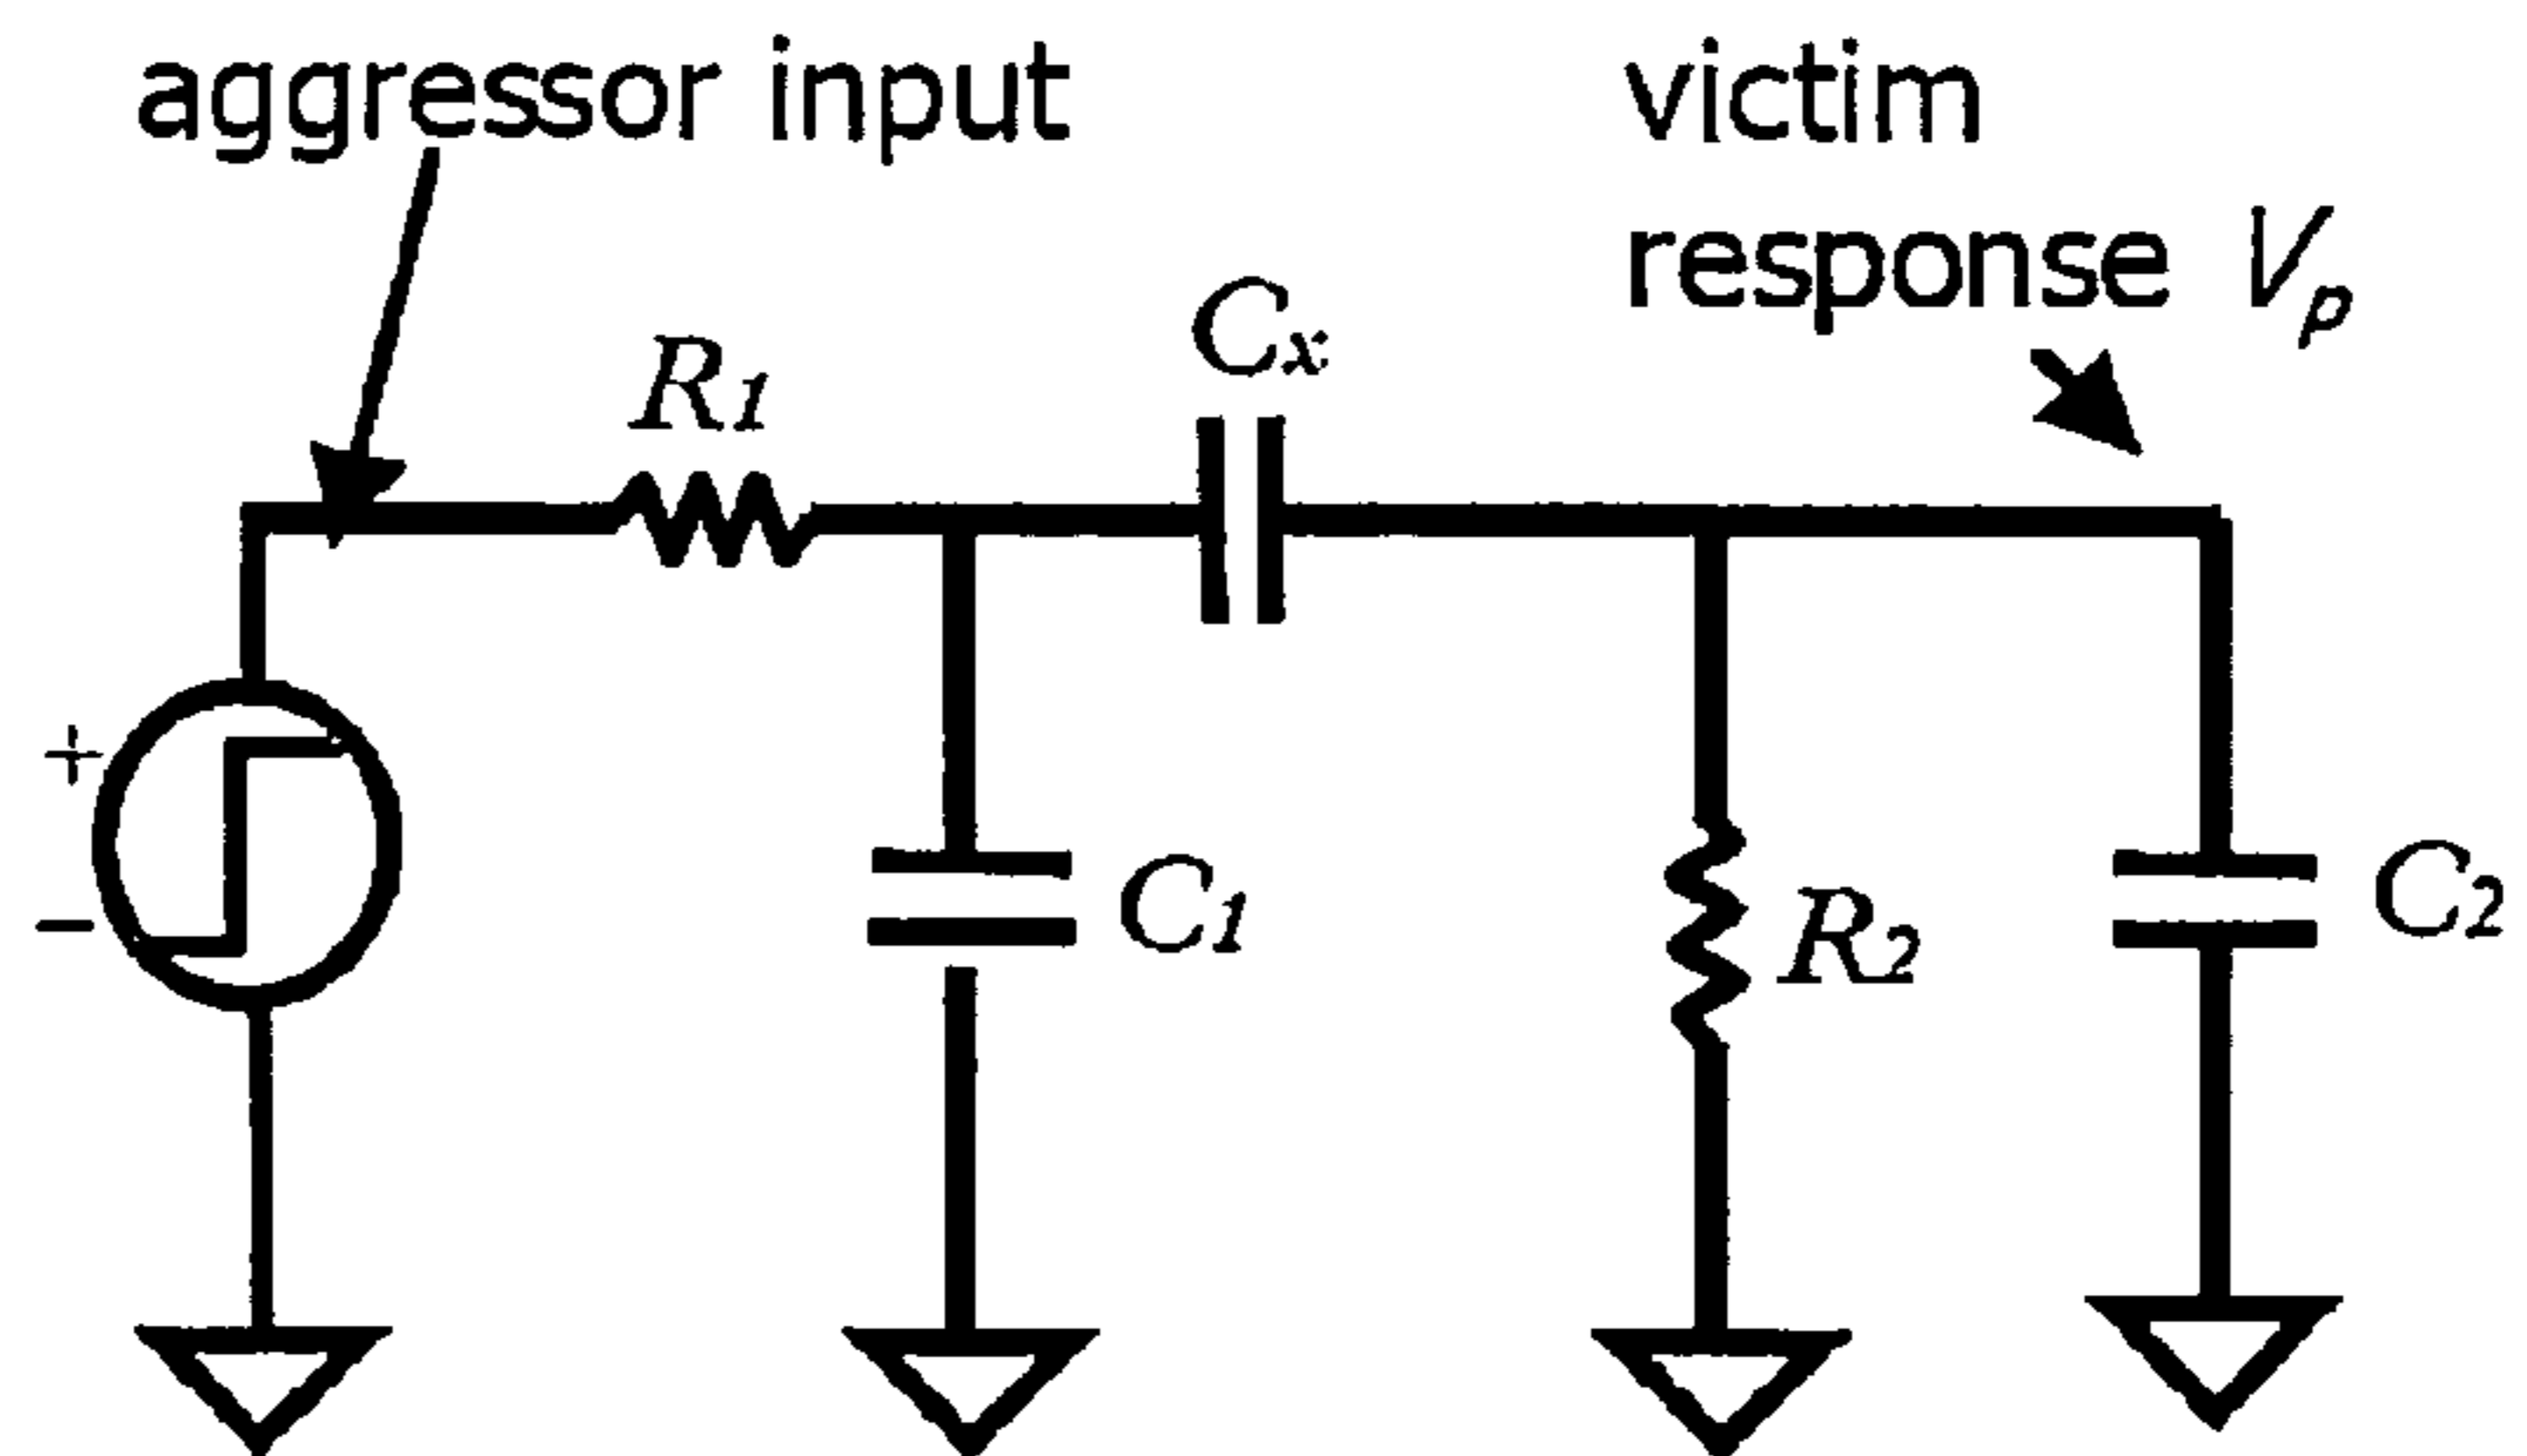 aggressor input
victim
response Vp
R1
Cx
+
−
C1
R2
C2